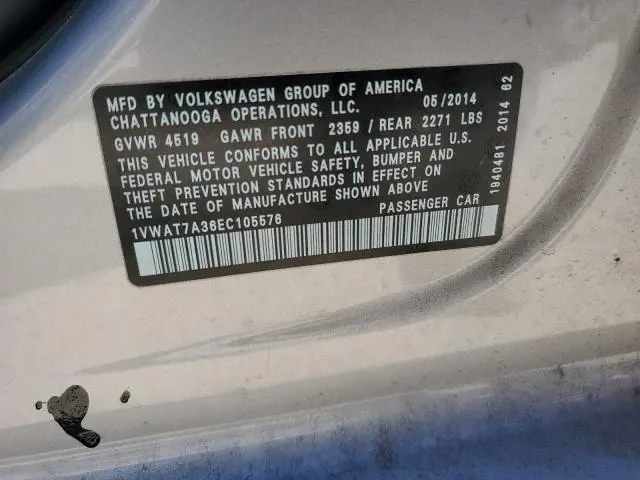 MFD BY VOLKSWAGEN GROUP OF AMERICA 05/2014
CHATTANOOGA OPERATIONS, LLC.
GVWR 4519 GAWR FRONT 2359 / REAR 2271 LBS
THIS VEHICLE CONFORMS TO ALL APPLICABLE U.S.
FEDERAL MOTOR VEHICLE SAFETY, BUMPER AND
THEFT PREVENTION STANDARDS IN EFFECT ON
THE DATE OF MANUFACTURE SHOWN ABOVE
1VWAT7A36EC105576 PASSENGER CAR
1940481 2014 62